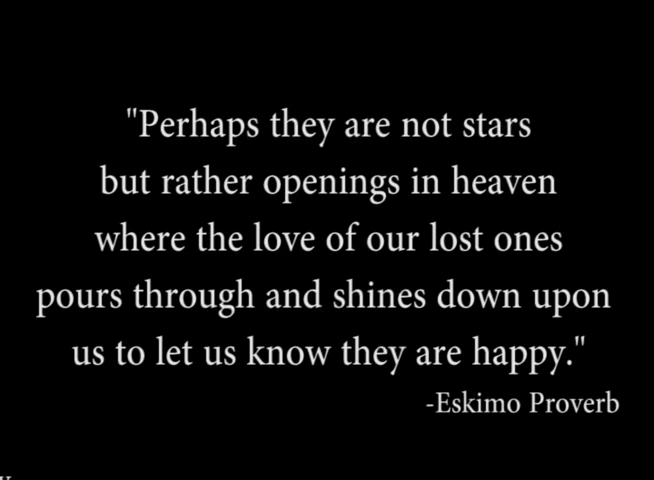 "Perhaps they are not stars
but rather openings in heaven
where the love of our lost ones
pours through and shines down upon
us to let us know they are happy."
-Eskimo Proverb